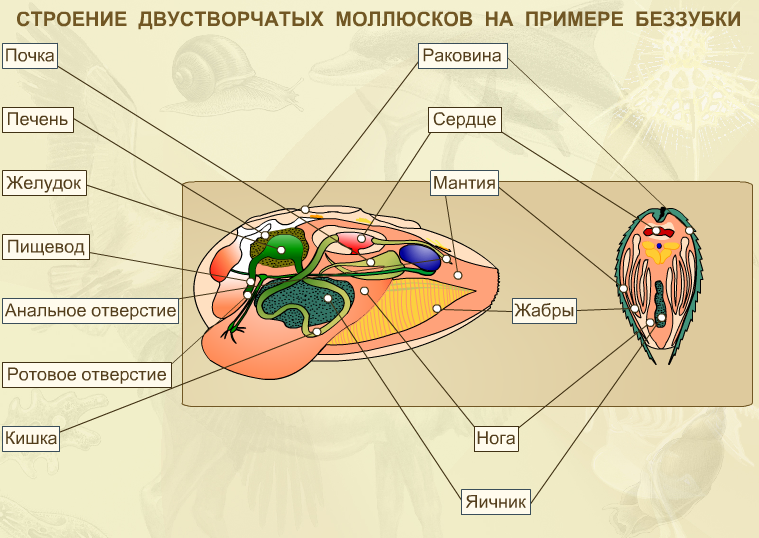 СТРОЕНИЕ ДВУСТВОРЧАТЫХ МОЛЛЮСКОВ НА ПРИМЕРЕ БЕЗЗУБКИ
Почка
Раковина
Печень
Сердце
Желудок
Мантия
Пищевод
Анальное отверстие
Жабры
Ротовое отверстие
Кишка
Нога
Яичник